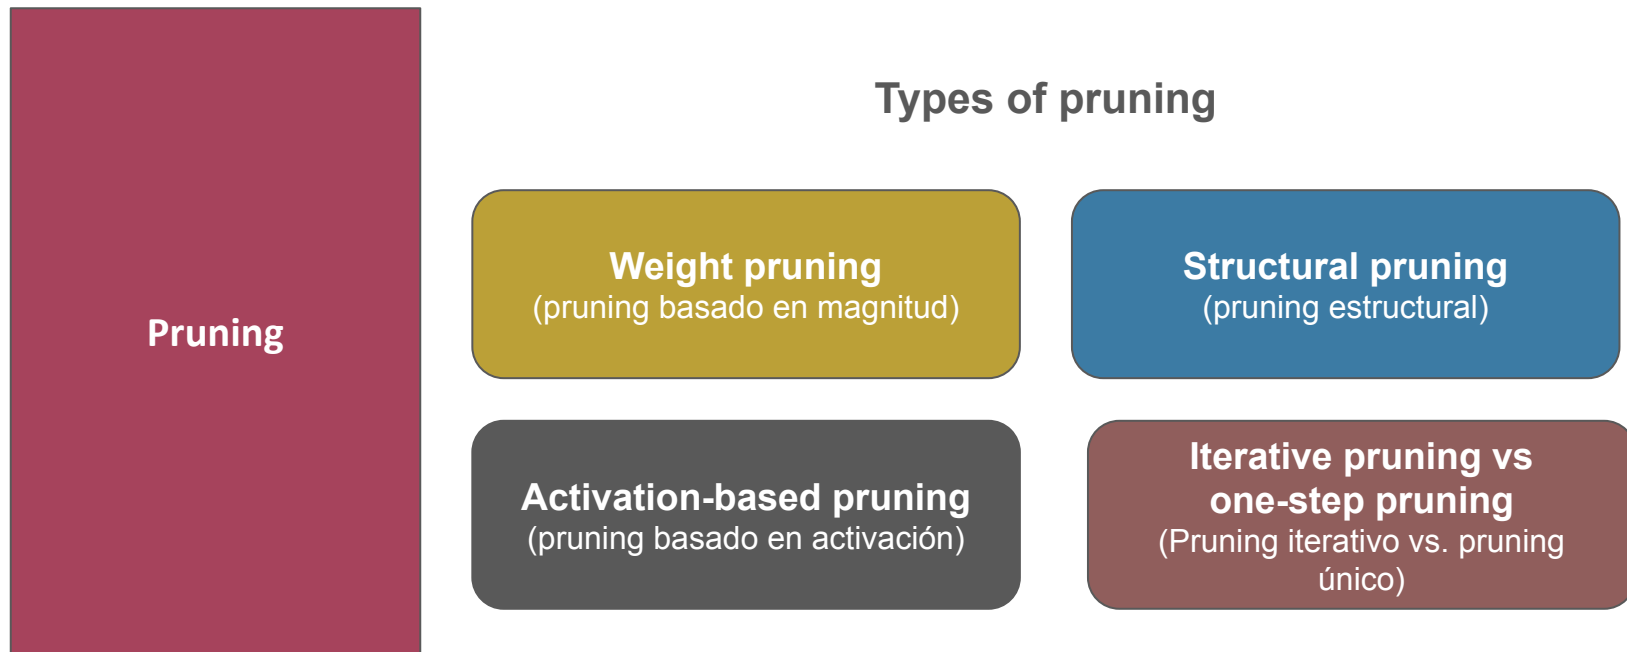 Pruning
Types of pruning
Weight pruning
(pruning basado en magnitud)
Structural pruning
(pruning estructural)
Activation-based pruning
(pruning basado en activación)
Iterative pruning vs
one-step pruning
(Pruning iterativo vs. pruning
único)